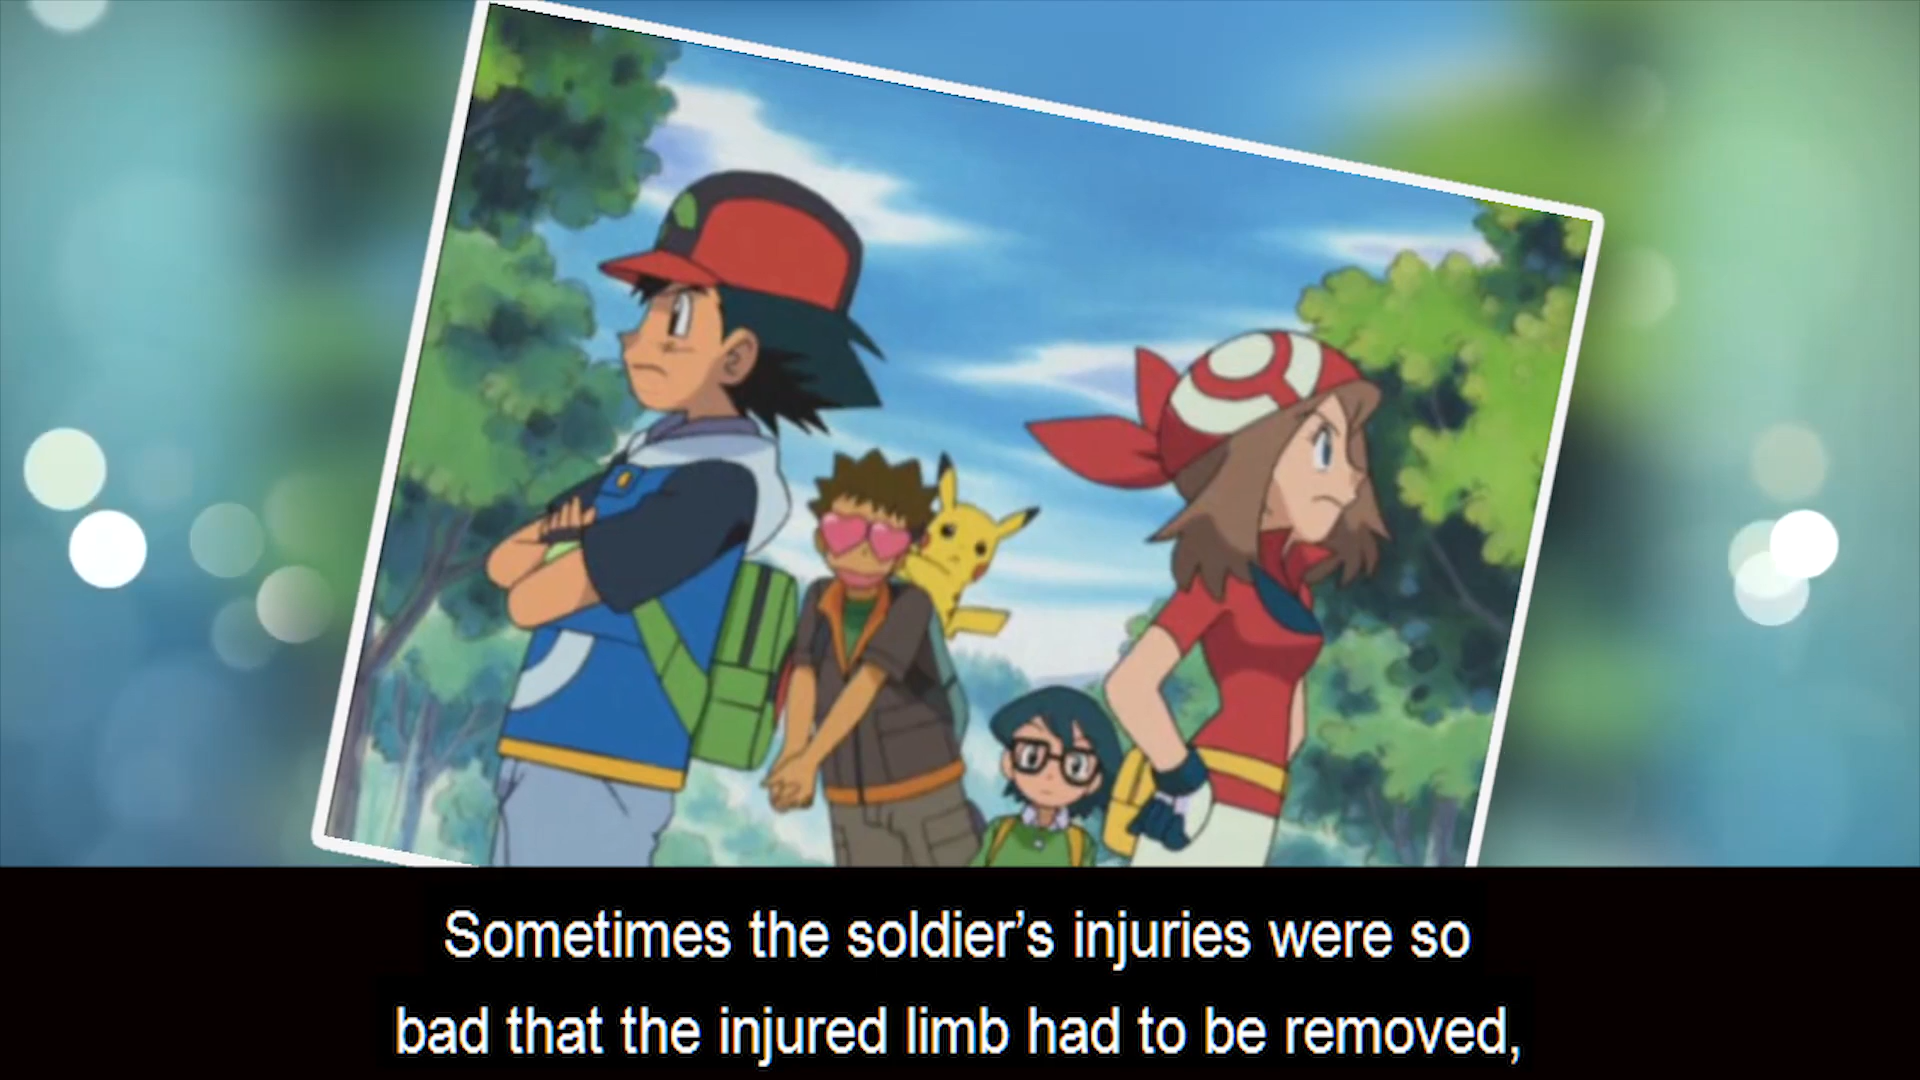 Sometimes the soldier’s injuries were so
bad that the injured limb had to be removed,